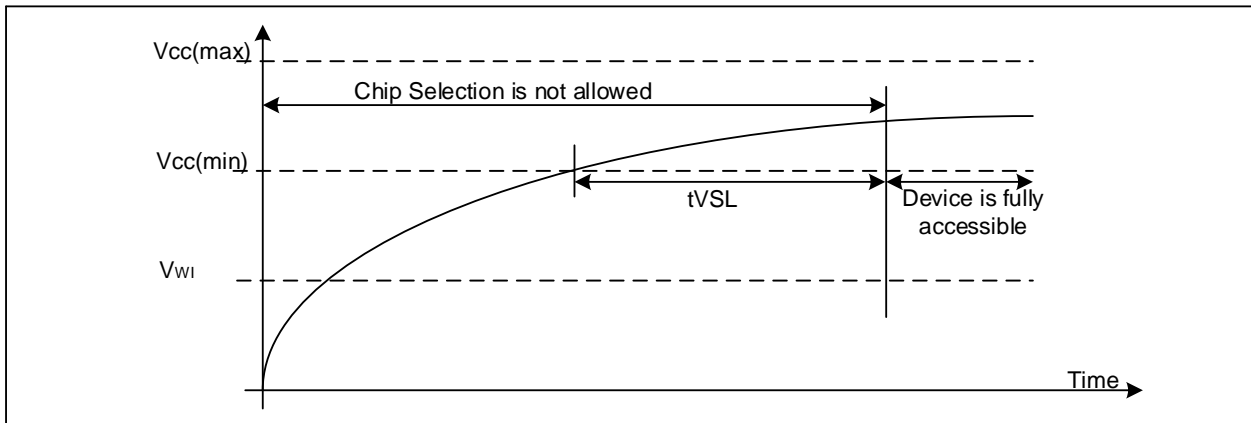 Vcc(max)
Chip Selection is not allowed
Vcc(min)
tVSL
Device is fully
accessible
VWI
Time